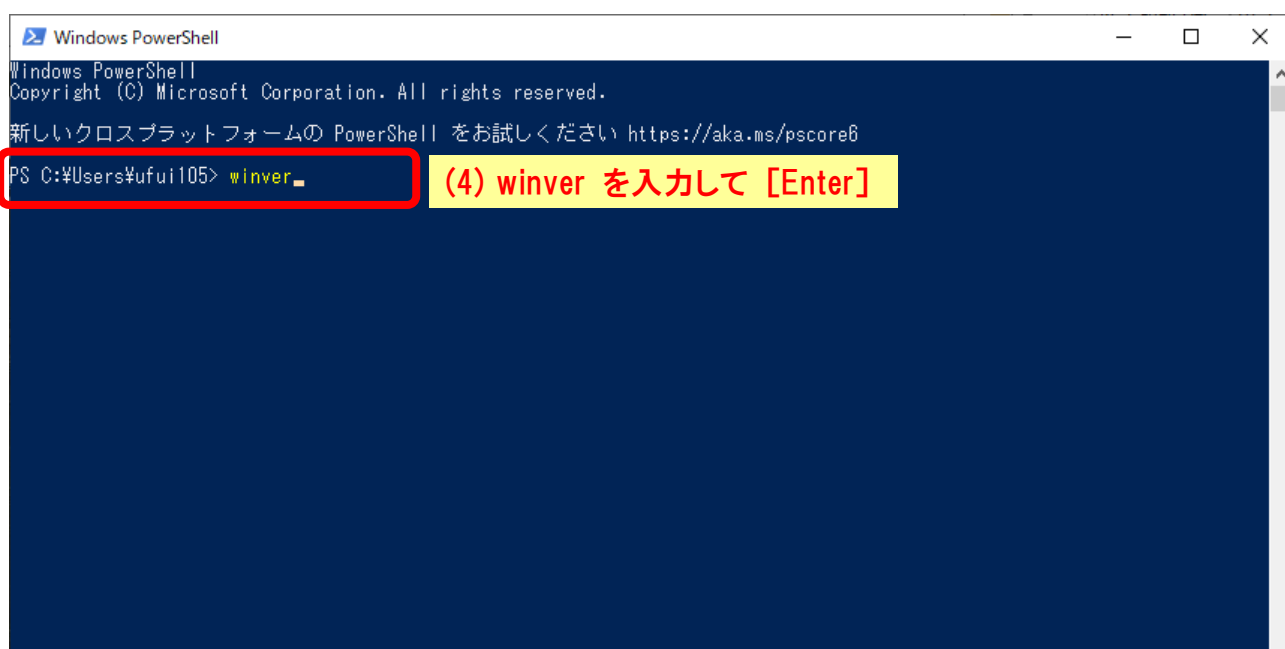 Windows PowerShell
Windows PowerShell
Copyright (C) Microsoft Corporation. All rights reserved.
新しいクロスプラットフォームの PowerShell をお試しください https://aka.ms/pscore6
PS C:¥Users¥ufui105> winver
(4) winver を入力して [Enter]